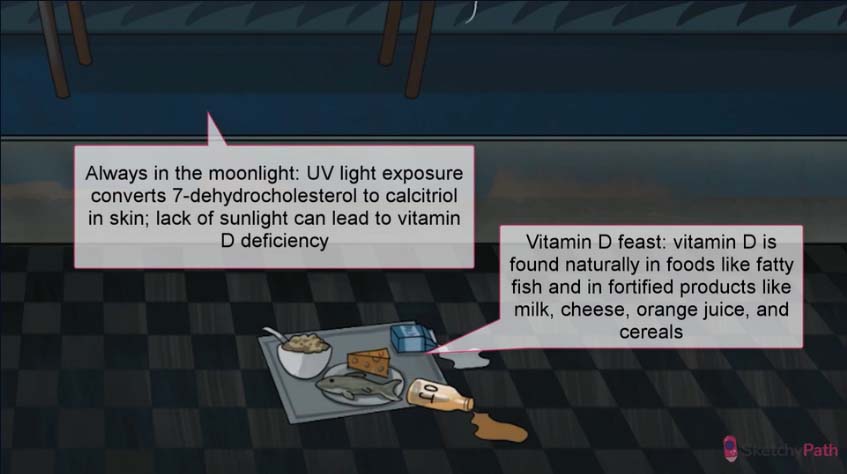 Always in the moonlight: UV light exposure
converts 7-dehydrocholesterol to calcitriol
in skin; lack of sunlight can lead to vitamin
D deficiency
Vitamin D feast: vitamin D is
found naturally in foods like fatty
fish and in fortified products like
milk, cheese, orange juice, and
cereals
OJ
SketchyPath